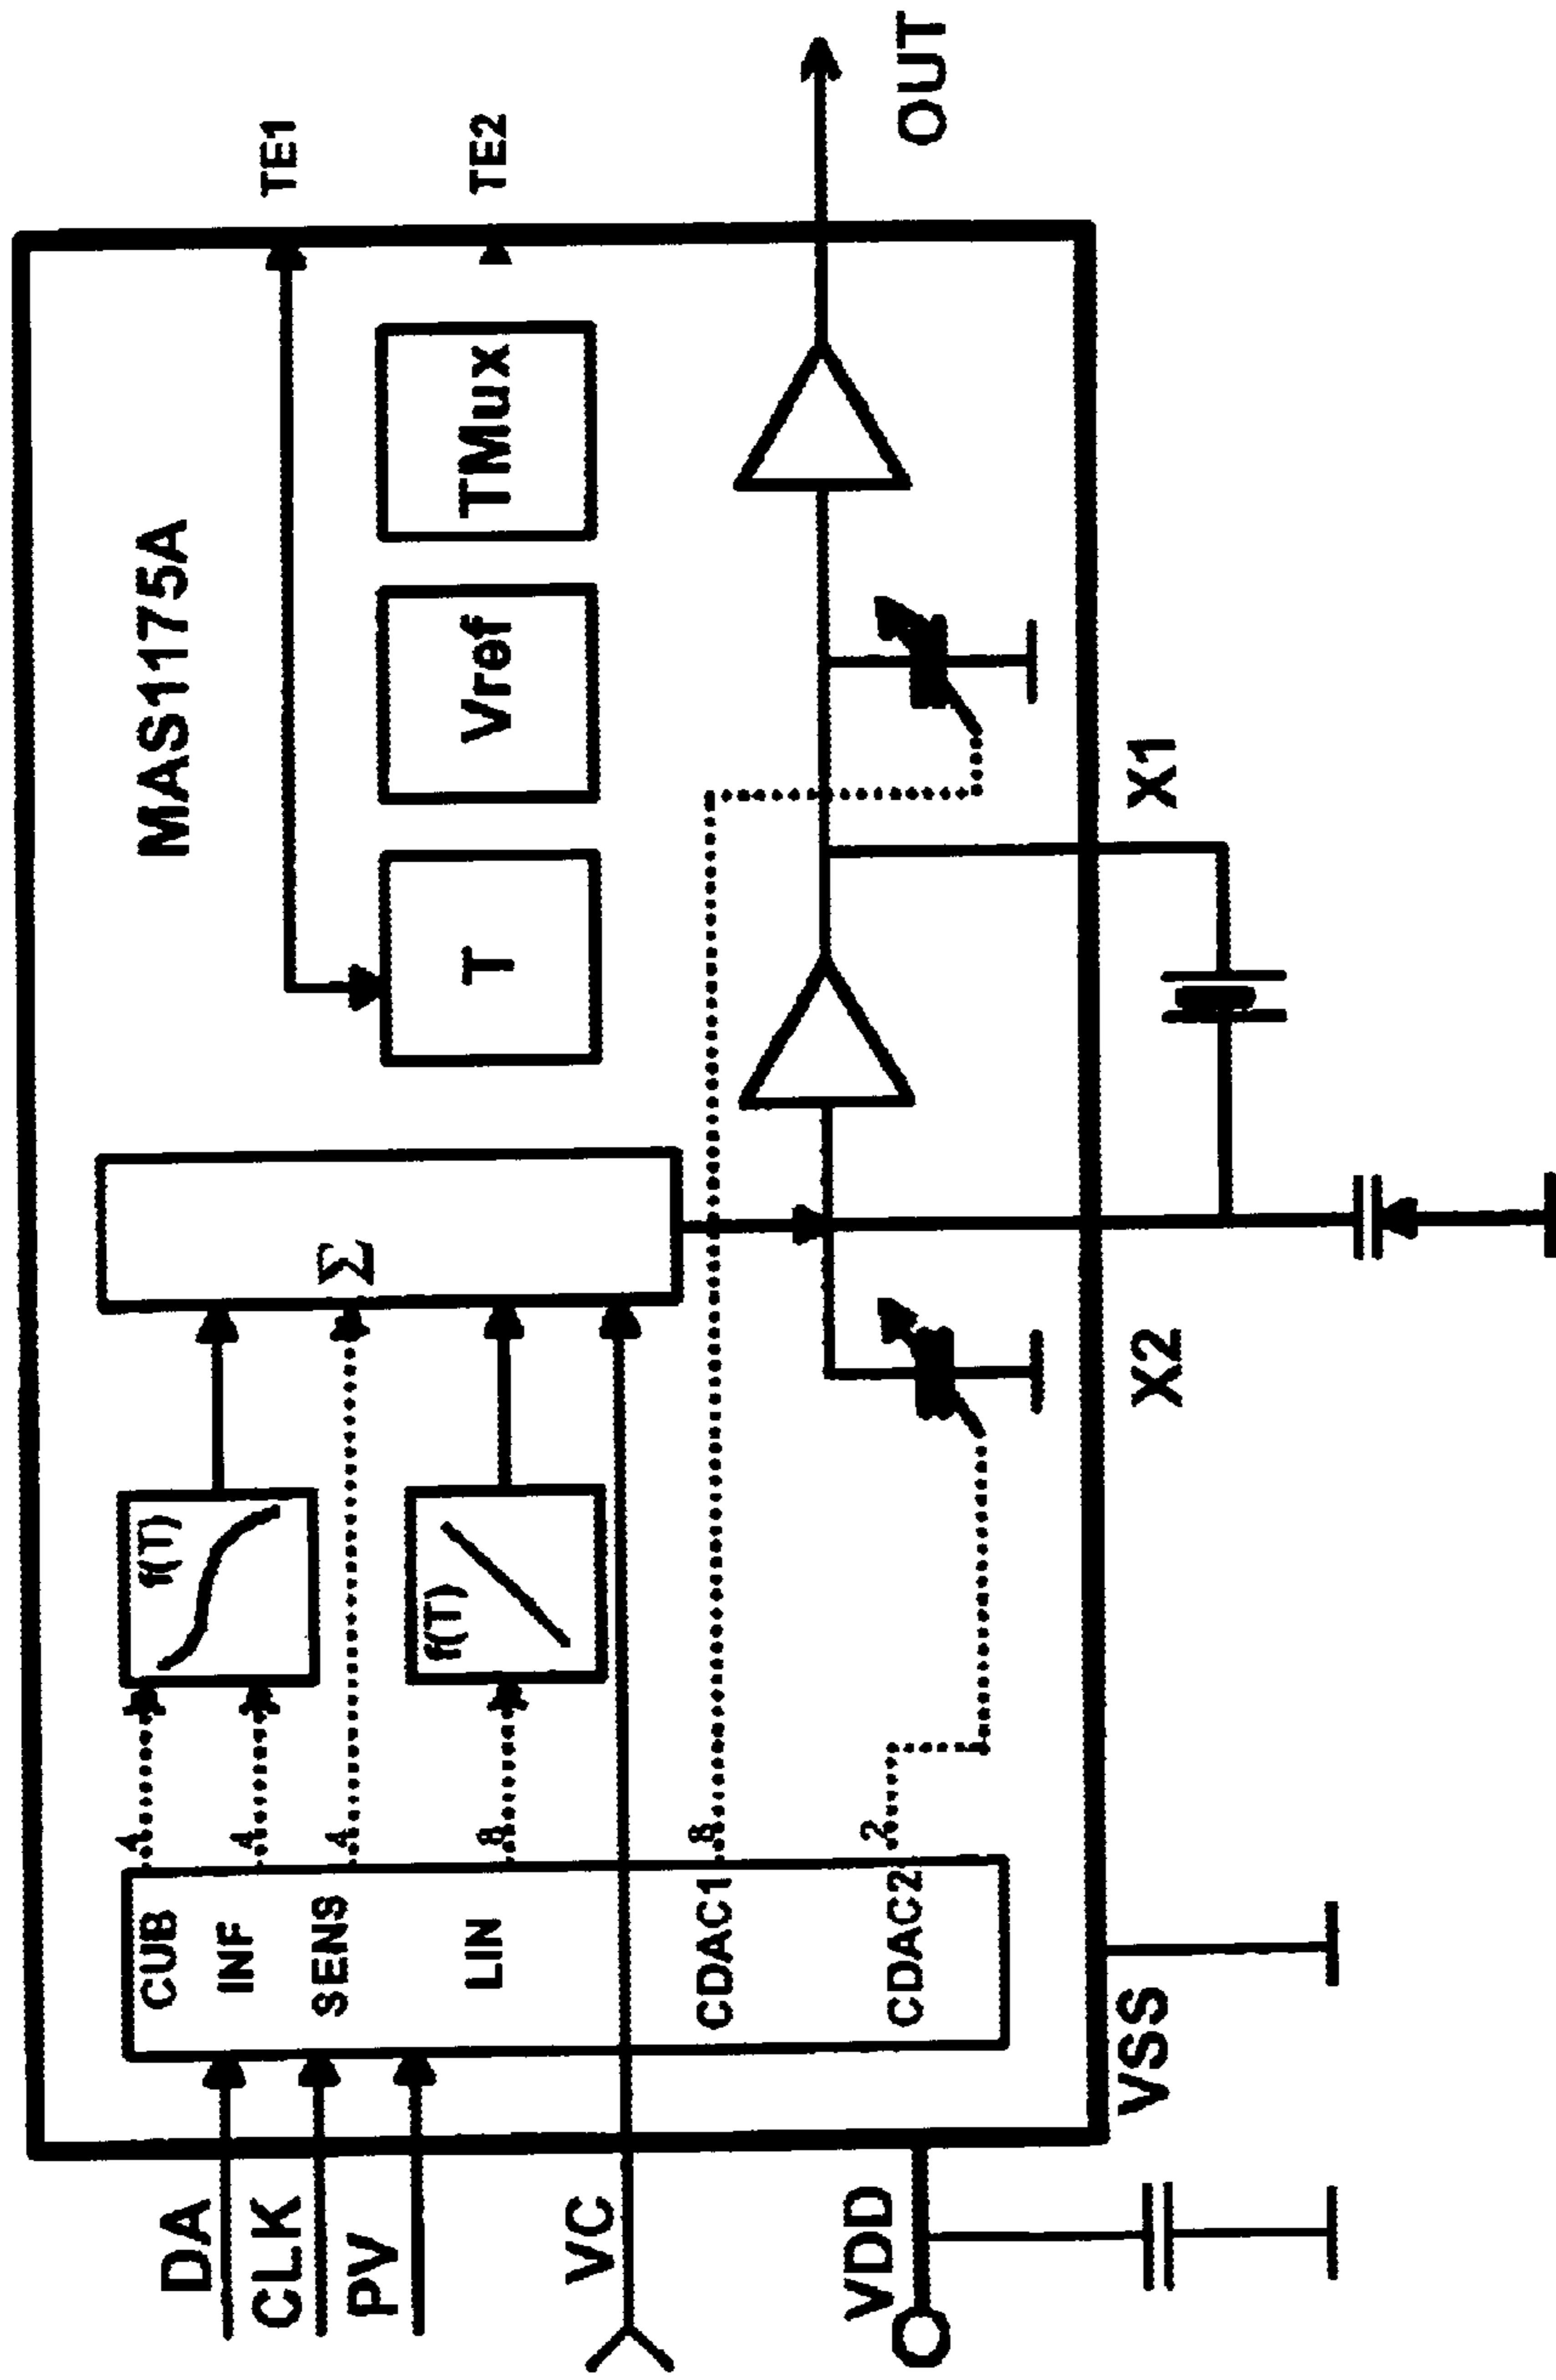 MAS1175A
DA
CLK
PV
VC
VDD
VSS
CUB
INF
SENS
LIN
CDAC1
CDAC2
4
4
4
8
8
2
f(T)
f(T)
Σ
T
Vref
TMux
TE1
TE2
OUT
X2
X1